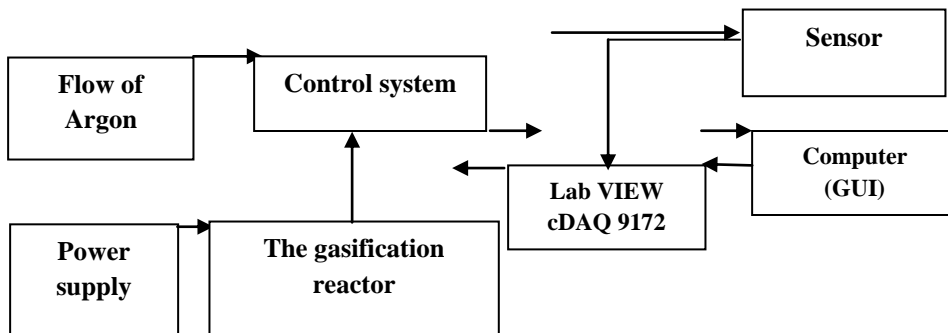 Flow of
Argon
Control system
Sensor
Power
supply
The gasification
reactor
Lab VIEW
cDAQ 9172
Computer
(GUI)